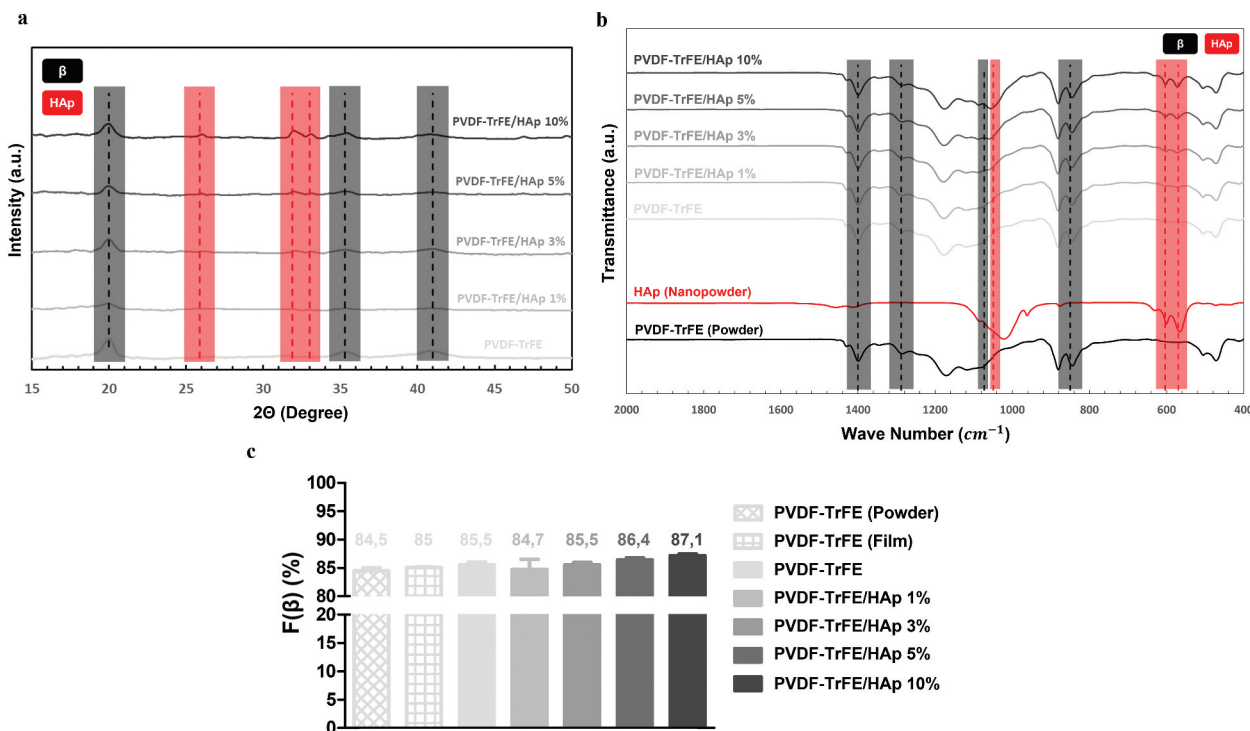 a
β
HAp
PVDF-TrFE/HAp 10%
PVDF-TrFE/HAp 5%
PVDF-TrFE/HAp 3%
PVDF-TrFE/HAp 1%
PVDF-TrFE
Intensity (a.u.)
15 20 25 30 35 40 45 50
2Θ (Degree)
b
β HAp
PVDF-TrFE/HAp 10%
PVDF-TrFE/HAp 5%
PVDF-TrFE/HAp 3%
PVDF-TrFE/HAp 1%
PVDF-TrFE
HAp (Nanopowder)
PVDF-TrFE (Powder)
Transmittance (a.u.)
2000 1800 1600 1400 1200 1000 800 600 400
Wave Number (cm⁻¹)
c
F(β) (%)
100
95
90
85
80
20
15
10
5
0
84,5 85 85,5 84,7 85,5 86,4 87,1
PVDF-TrFE (Powder)
PVDF-TrFE (Film)
PVDF-TrFE
PVDF-TrFE/HAp 1%
PVDF-TrFE/HAp 3%
PVDF-TrFE/HAp 5%
PVDF-TrFE/HAp 10%